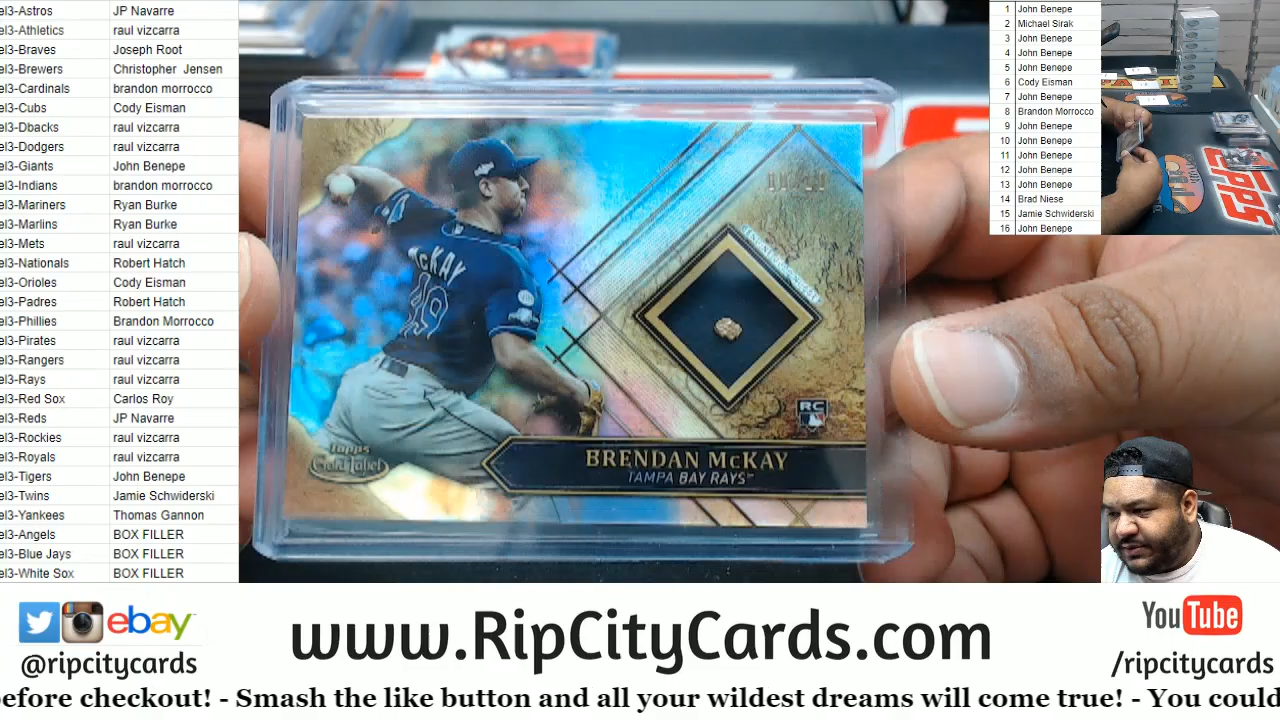 el3-Astros JP Navarre
el3-Athletics raul vizcarra
el3-Braves Joseph Root
el3-Brewers Christopher Jensen
el3-Cardinals brandon morrocco
el3-Cubs Cody Eisman
el3-Dbacks raul vizcarra
el3-Dodgers raul vizcarra
el3-Giants John Benepe
el3-Indians brandon morrocco
el3-Mariners Ryan Burke
el3-Marlins Ryan Burke
el3-Mets raul vizcarra
el3-Nationals Robert Hatch
el3-Orioles Cody Eisman
el3-Padres Robert Hatch
el3-Phillies Brandon Morrocco
el3-Pirates raul vizcarra
el3-Rangers raul vizcarra
el3-Rays raul vizcarra
el3-Red Sox Carlos Roy
el3-Reds JP Navarre
el3-Rockies raul vizcarra
el3-Royals raul vizcarra
el3-Tigers John Benepe
el3-Twins Jamie Schwiderski
el3-Yankees Thomas Gannon
el3-Angels BOX FILLER
el3-Blue Jays BOX FILLER
el3-White Sox BOX FILLER
McKAY
49
Topps
Gold Label
RC
BRENDAN McKAY
TAMPA BAY RAYS™
1 John Benepe
2 Michael Sirak
3 John Benepe
4 John Benepe
5 John Benepe
6 Cody Eisman
7 John Benepe
8 Brandon Morrocco
9 John Benepe
10 John Benepe
11 John Benepe
12 John Benepe
13 John Benepe
14 Brad Niese
15 Jamie Schwiderski
16 John Benepe
TOPPS
ebay
@ripcitycards
www.RipCityCards.com
YouTube
/ripcitycards
before checkout! - Smash the like button and all your wildest dreams will come true! - You could